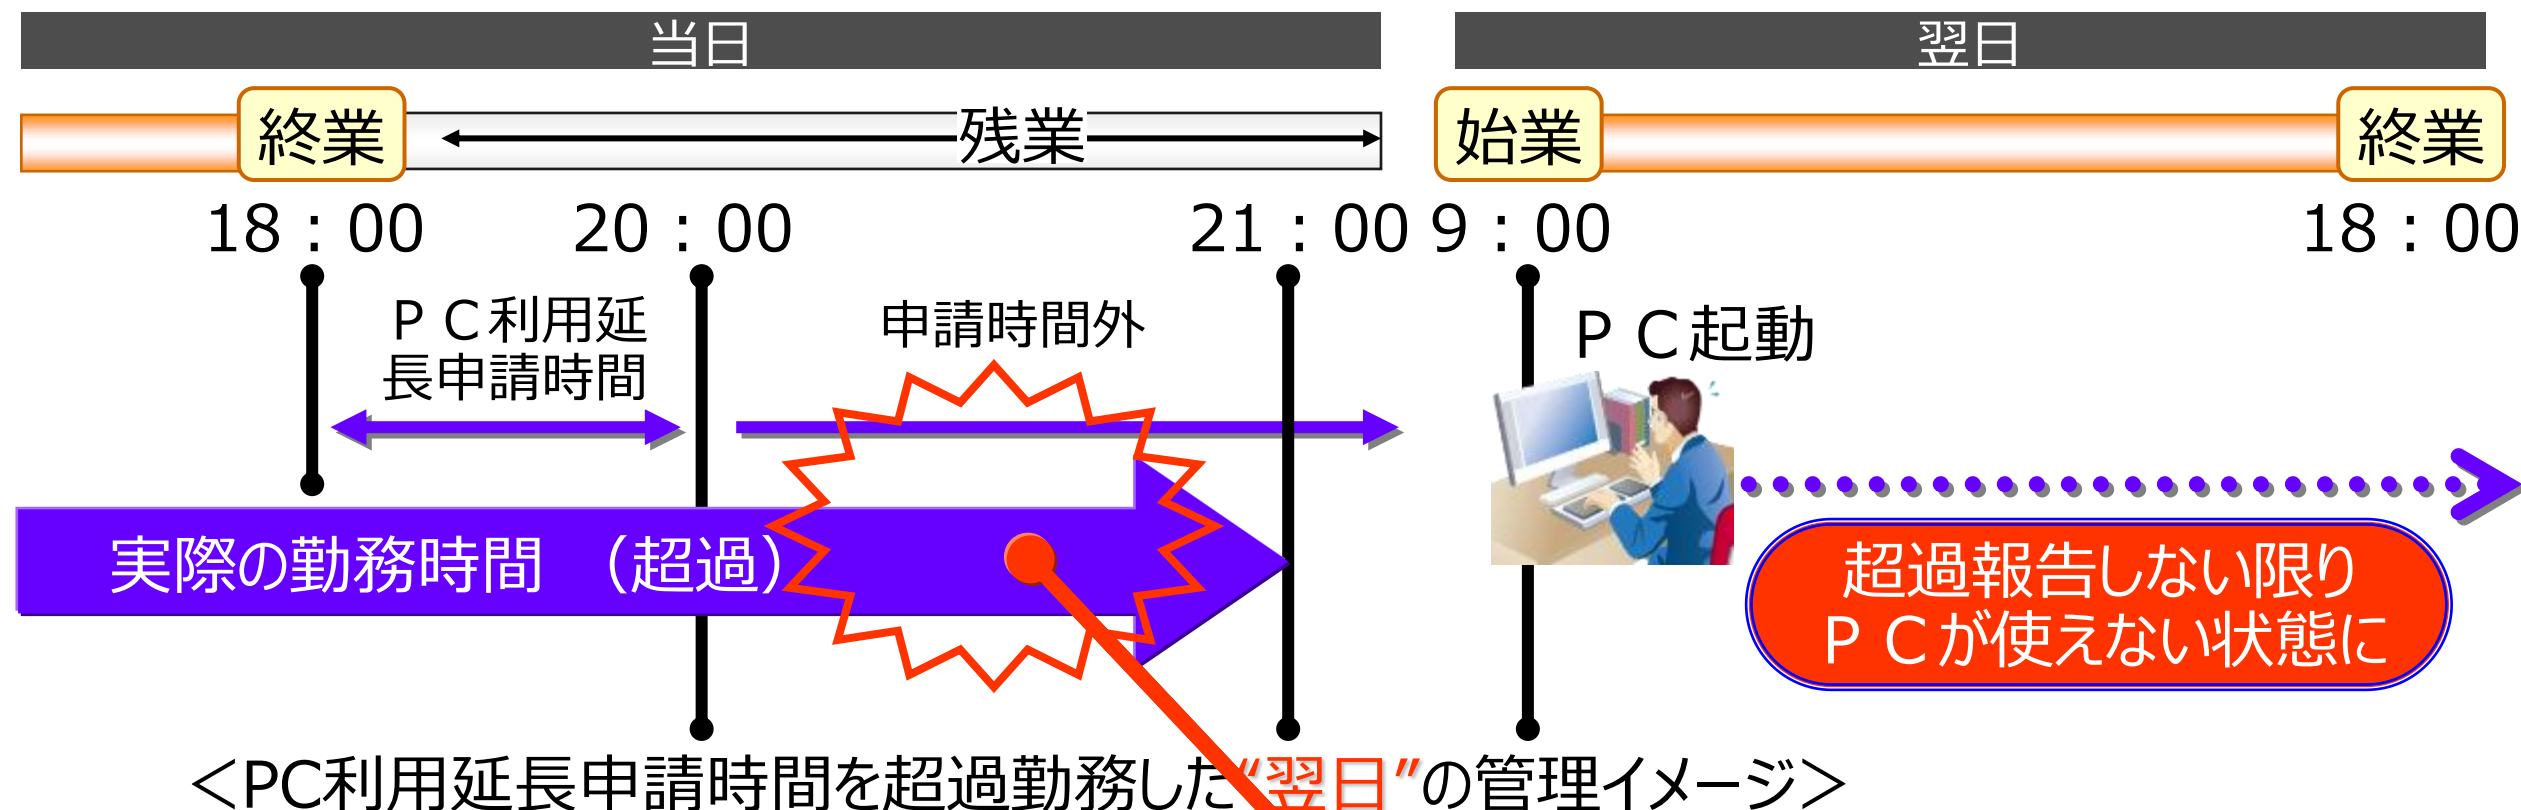 当日
翌日
終業
残業
始業
終業
18：00
20：00
21：00
9：00
18：00
ＰＣ利用延
長申請時間
申請時間外
ＰＣ起動
実際の勤務時間　（超過）
超過報告しない限り
ＰＣが使えない状態に
＜PC利用延長申請時間を超過勤務した“翌日”の管理イメージ＞